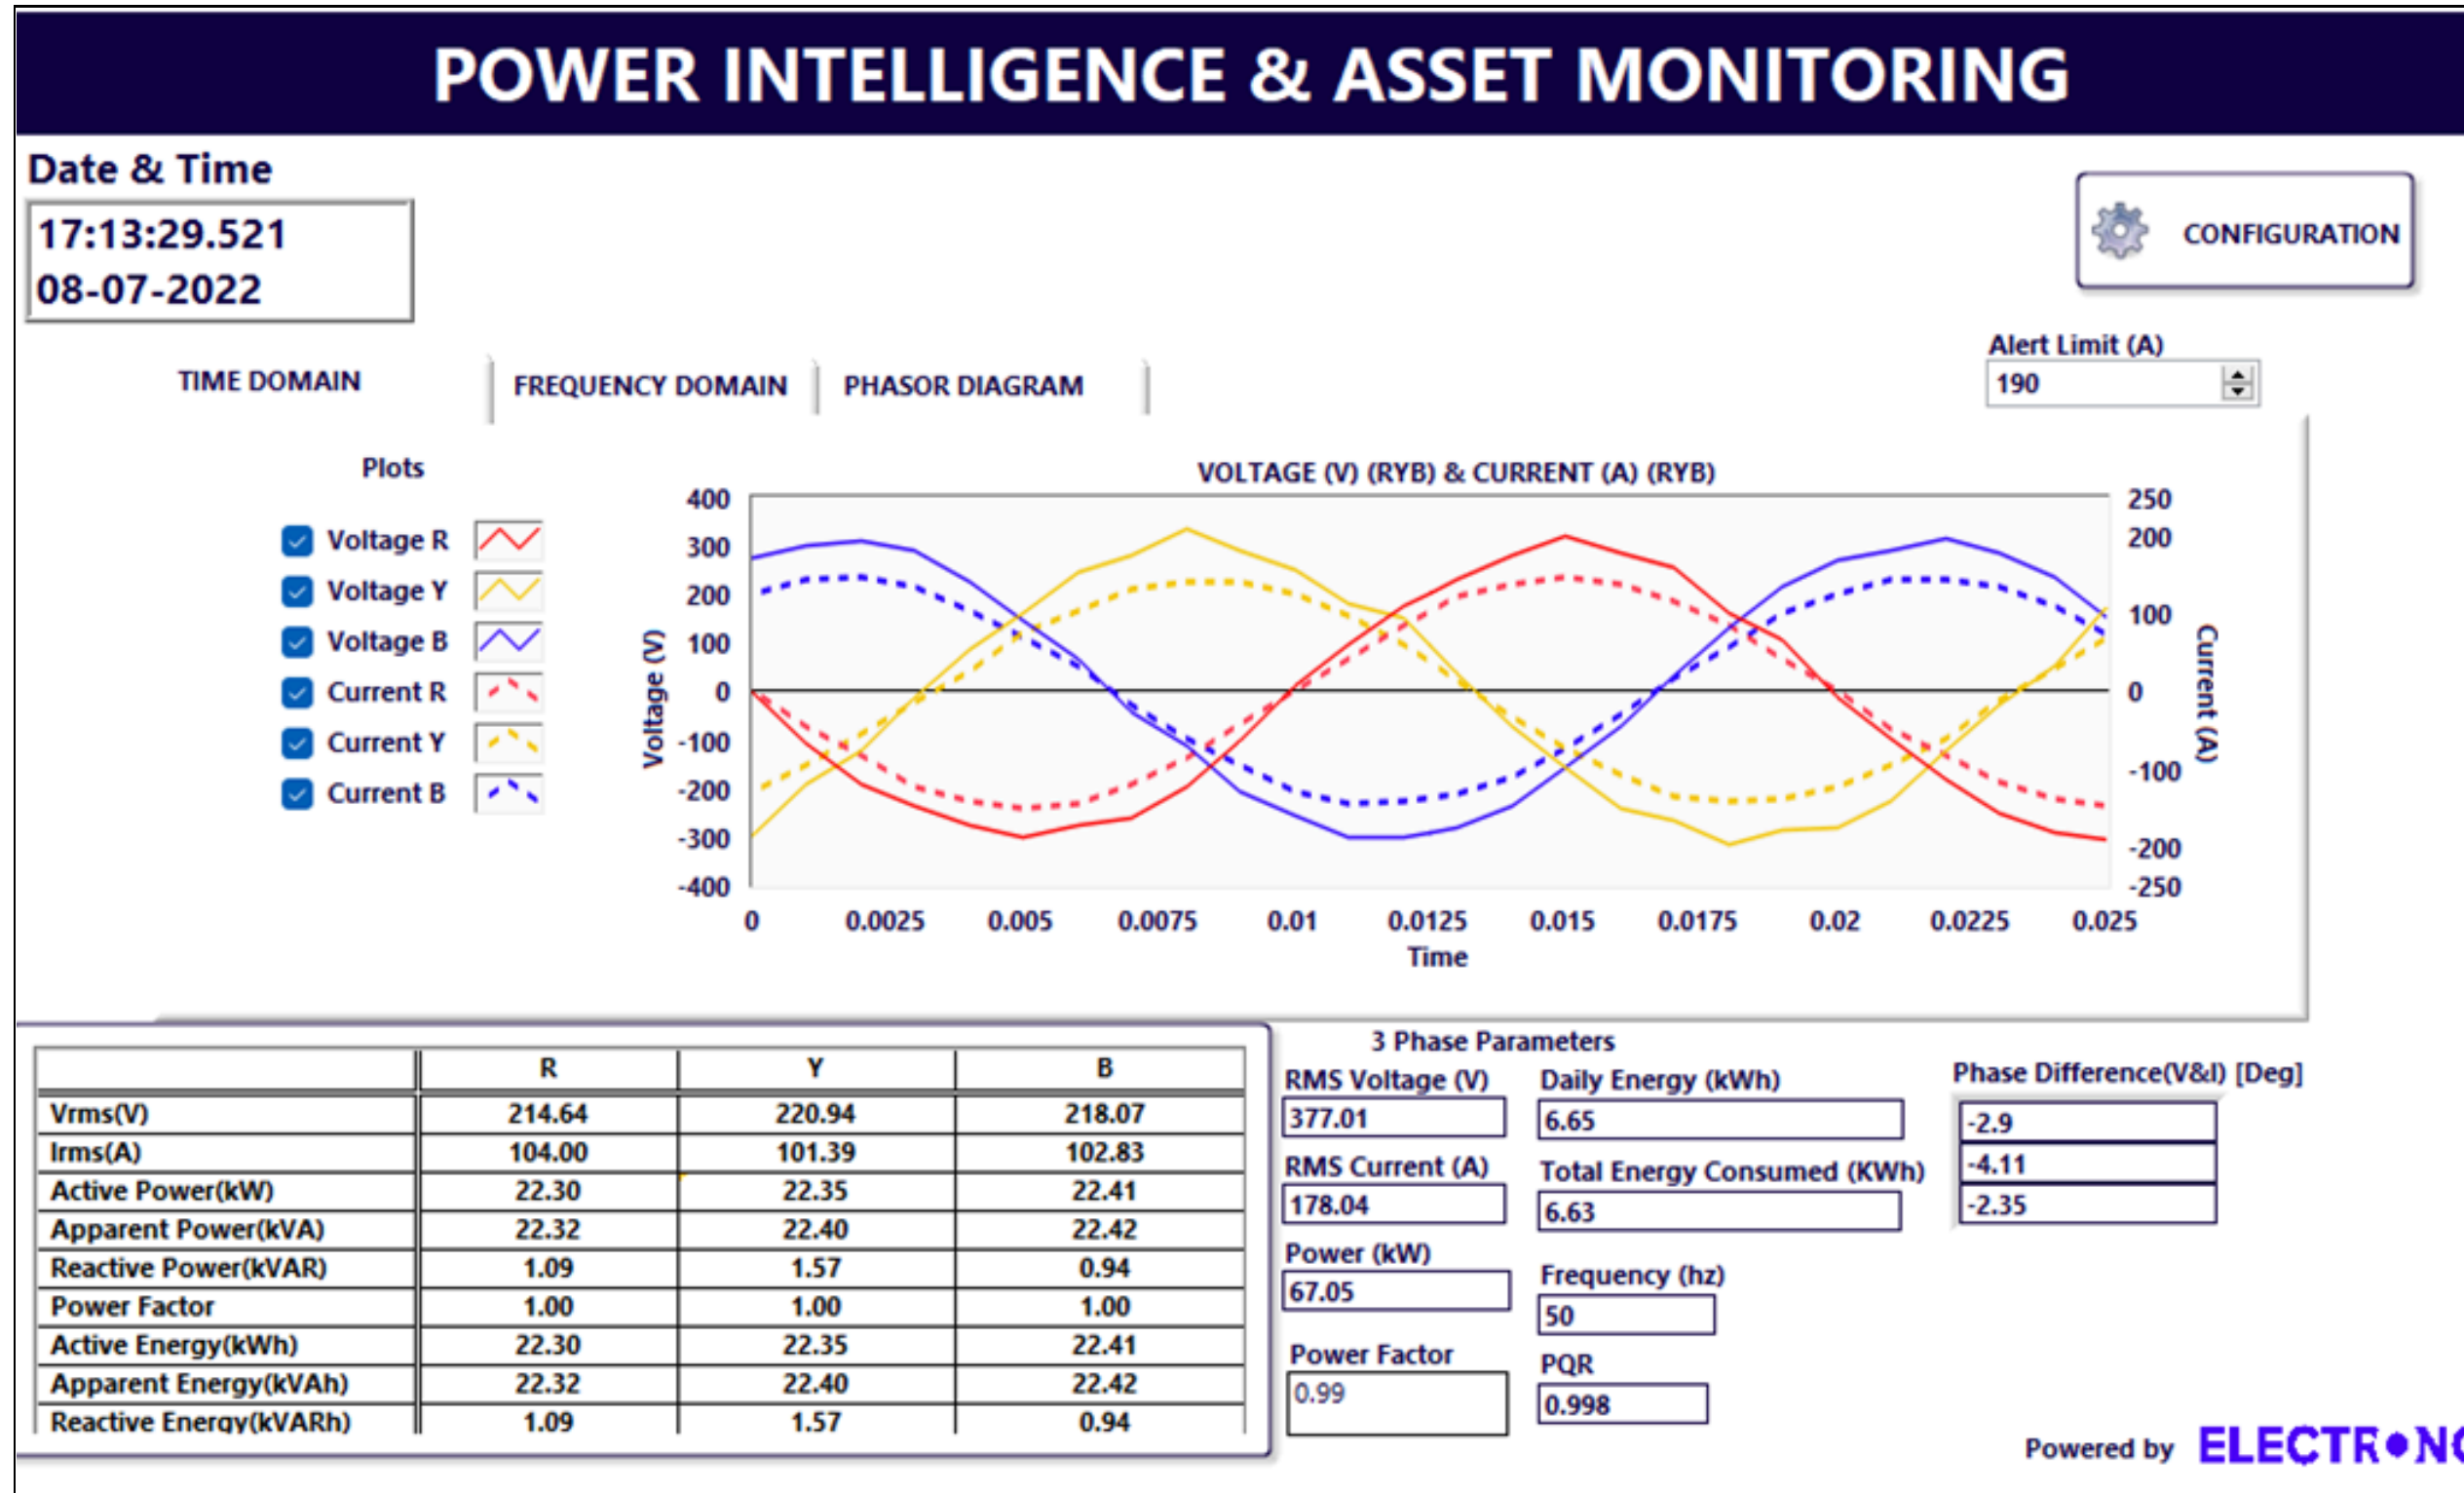 POWER INTELLIGENCE & ASSET MONITORING
Date & Time
17:13:29.521
08-07-2022
CONFIGURATION
Alert Limit (A)
190
TIME DOMAIN
FREQUENCY DOMAIN
PHASOR DIAGRAM
Plots
Voltage R
Voltage Y
Voltage B
Current R
Current Y
Current B
VOLTAGE (V) (RYB) & CURRENT (A) (RYB)
Voltage (V)
400
300
200
100
0
-100
-200
-300
-400
250
200
100
0
-100
-200
-250
Current (A)
0 0.0025 0.005 0.0075 0.01 0.0125 0.015 0.0175 0.02 0.0225 0.025
Time
R Y B
Vrms(V) 214.64 220.94 218.07
Irms(A) 104.00 101.39 102.83
Active Power(kW) 22.30 22.35 22.41
Apparent Power(kVA) 22.32 22.40 22.42
Reactive Power(kVAR) 1.09 1.57 0.94
Power Factor 1.00 1.00 1.00
Active Energy(kWh) 22.30 22.35 22.41
Apparent Energy(kVAh) 22.32 22.40 22.42
Reactive Energy(kVARh) 1.09 1.57 0.94
3 Phase Parameters
RMS Voltage (V)
377.01
RMS Current (A)
178.04
Power (kW)
67.05
Power Factor
0.99
Daily Energy (kWh)
6.65
Total Energy Consumed (KWh)
6.63
Frequency (hz)
50
PQR
0.998
Phase Difference(V&I) [Deg]
-2.9
-4.11
-2.35
Powered by